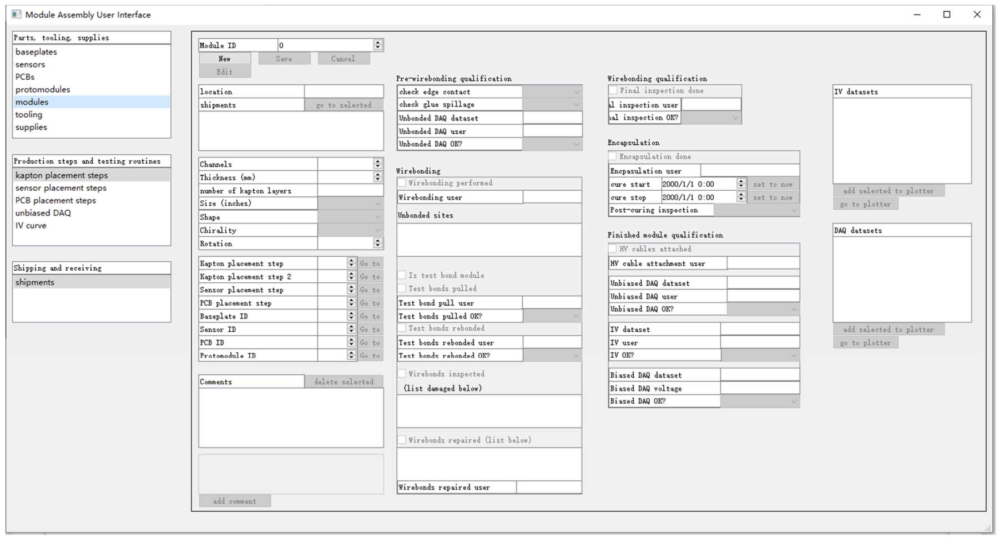 Module Assembly User Interface
Parts, tooling, supplies
baseplates
sensors
PCBs
protomodules
modules
tooling
supplies
Production steps and testing routines
kapton placement steps
sensor placement steps
PCB placement steps
unbiased DAQ
IV curve
Shipping and receiving
shipments
Module ID 0
New Save Cancel
Edit
location
shipments go to selected
Channels
Thickness (mm)
number of kapton layers
Size (inches)
Shape
Chirality
Rotation
Kapton placement step Go to
Kapton placement step 2 Go to
Sensor placement step Go to
PCB placement step Go to
Baseplate ID Go to
Sensor ID Go to
PCB ID Go to
Protomodule ID Go to
Comments delete selected
add comment
Pre-wirebonding qualification
check edge contact
check glue spillage
Unbonded DAQ dataset
Unbonded DAQ user
Unbonded DAQ OK?
Wirebonding
Wirebonding performed
Wirebonding user
Unbonded sites
Is test bond module
Test bonds pulled
Test bond pull user
Test bonds pulled OK?
Test bonds rebonded
Test bonds rebonded user
Test bonds rebonded OK?
Wirebonds inspected
(list damaged below)
Wirebonds repaired (list below)
Wirebonds repaired user
Wirebonding qualification
Final inspection done
al inspection user
nal inspection OK?
Encapsulation
Encapsulation done
Encpasulation user
cure start 2000/1/1 0:00 set to now
cure stop 2000/1/1 0:00 set to now
Post-curing inspection
Finished module qualification
HV cables attached
HV cable attachment user
Unbiased DAQ dataset
Unbiased DAQ user
Unbiased DAQ OK?
IV dataset
IV user
IV OK?
Biased DAQ dataset
Biased DAQ voltage
Biased DAQ OK?
IV datasets
add selected to plotter
go to plotter
DAQ datasets
add selected to plotter
go to plotter